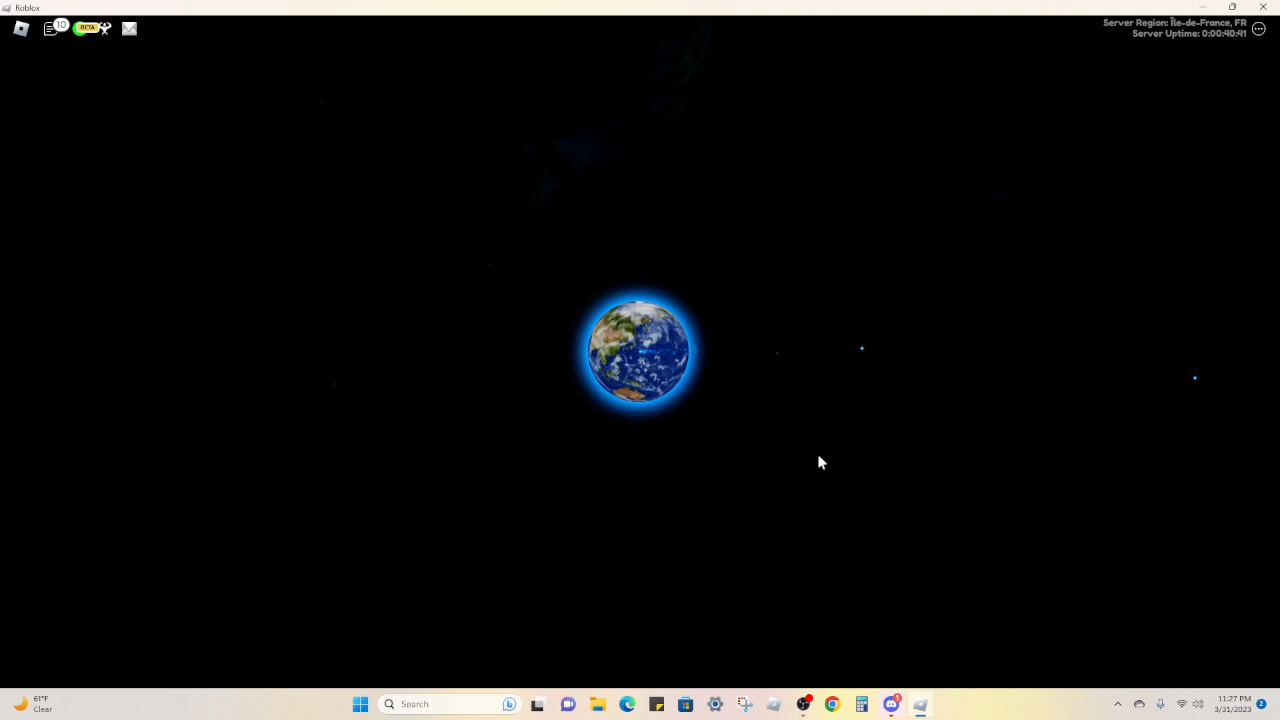 Roblox
10
BETA
Server Region: Île-de-France, FR
Server Uptime: 0:00:40:41
61°F
Clear
Search
1
11:27 PM
3/31/2023
2